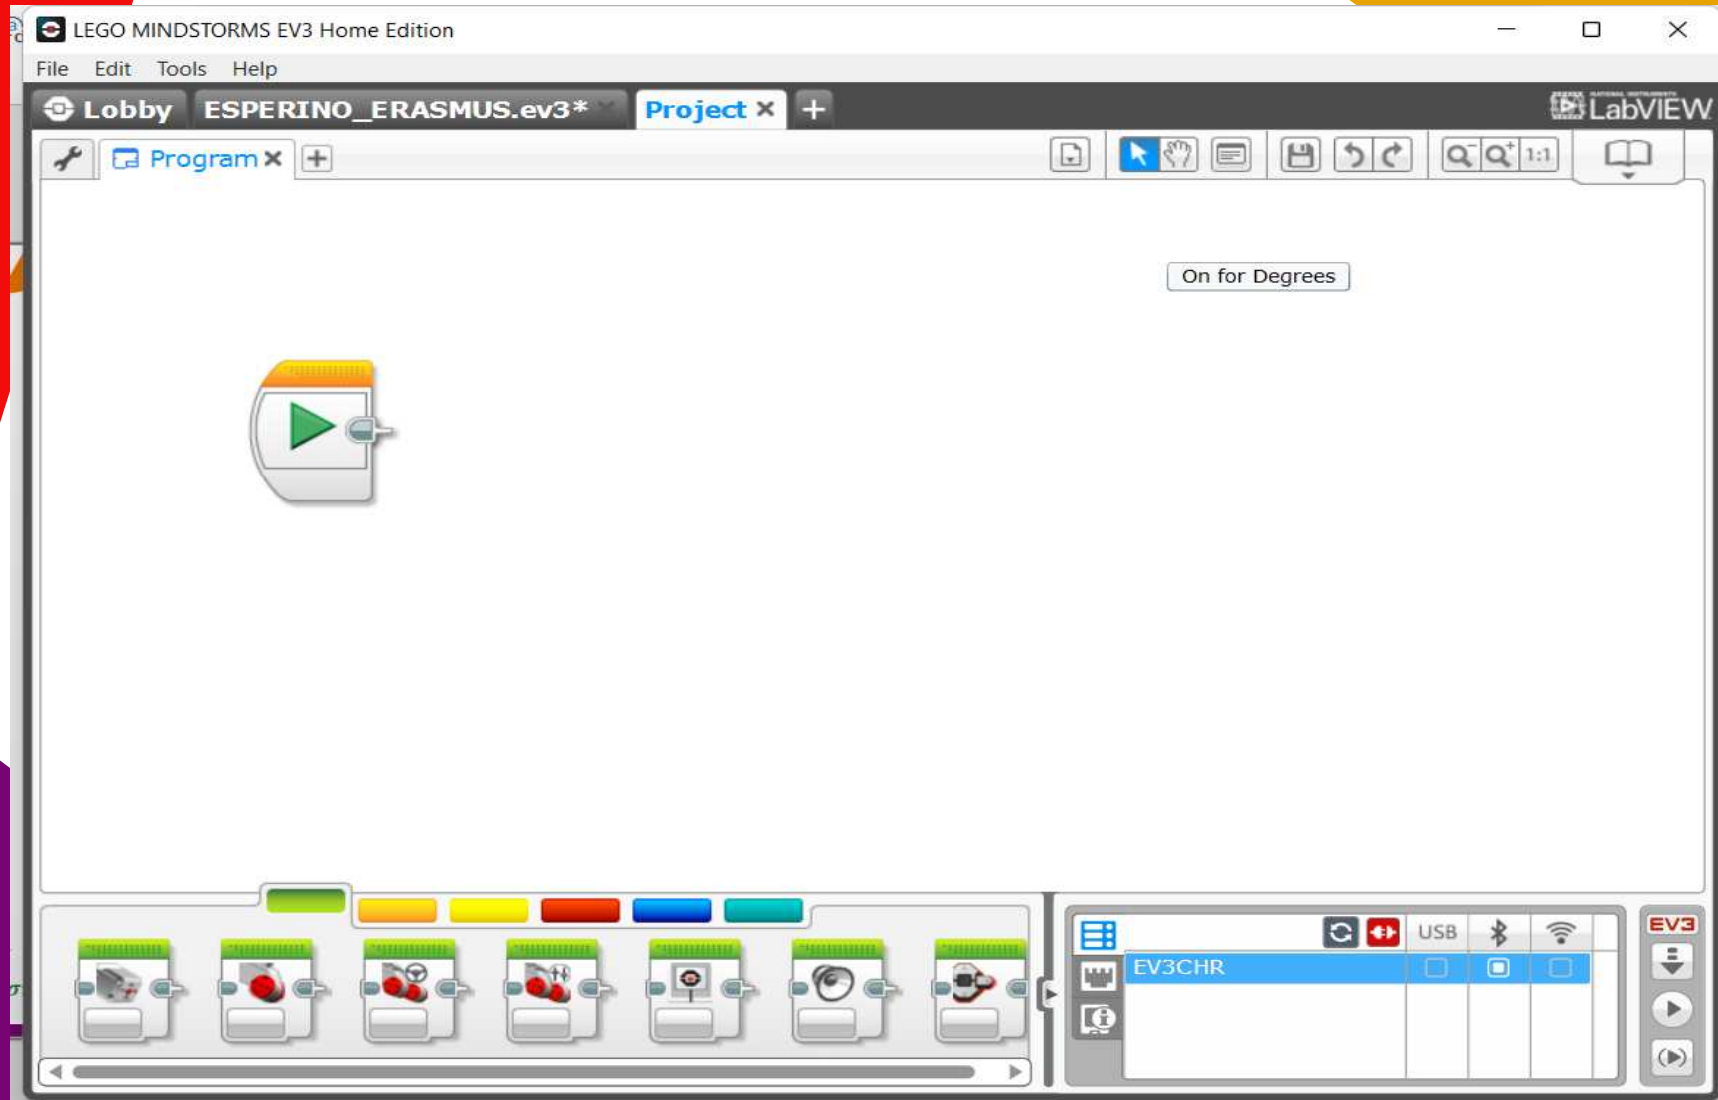 LEGO MINDSTORMS EV3 Home Edition
File Edit Tools Help
Lobby ESPERINO_ERASMUS.ev3* Project + LabVIEW
Program 1:1
On for Degrees
USB
EV3
EV3CHR